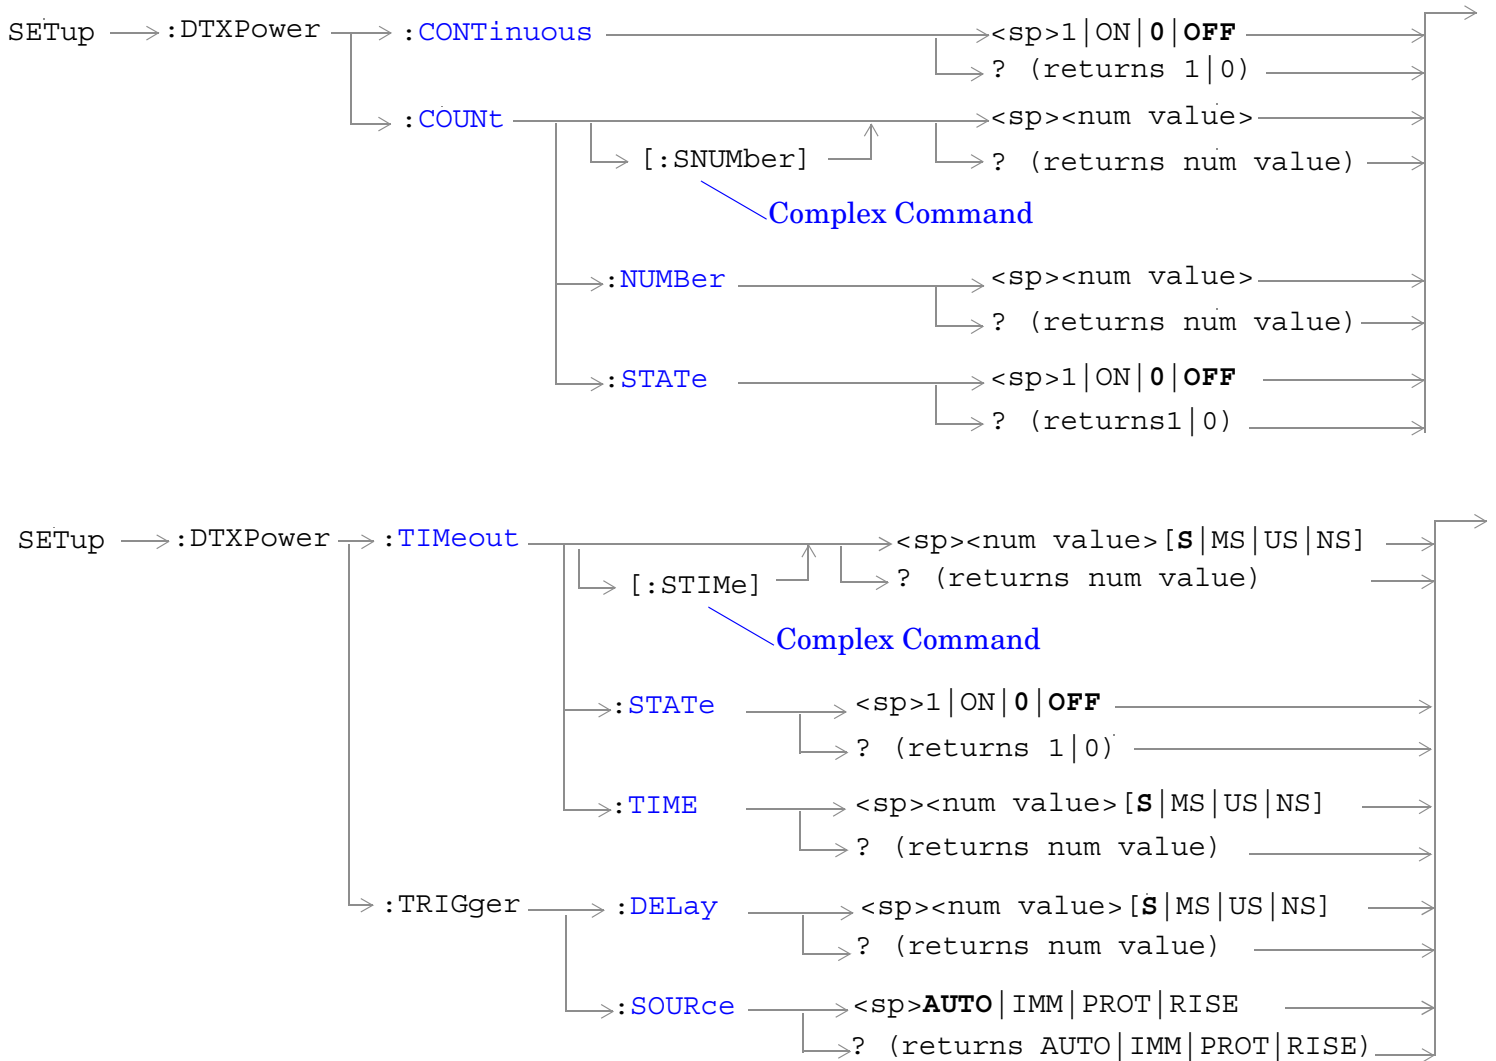 SETup :DTXPower :CONTinuous <sp>1|ON|0|OFF
? (returns 1|0)
:COUNt <sp><num value>
[:SNUMber] ? (returns num value)
Complex Command
:NUMBer <sp><num value>
? (returns num value)
:STATe <sp>1|ON|0|OFF
? (returns1|0)
SETup :DTXPower :TIMeout <sp><num value>[S|MS|US|NS]
[:STIMe] ? (returns num value)
Complex Command
:STATe <sp>1|ON|0|OFF
? (returns 1|0)
:TIME <sp><num value>[S|MS|US|NS]
? (returns num value)
:TRIGger :DELay <sp><num value>[S|MS|US|NS]
? (returns num value)
:SOURce <sp>AUTO|IMM|PROT|RISE
? (returns AUTO|IMM|PROT|RISE)